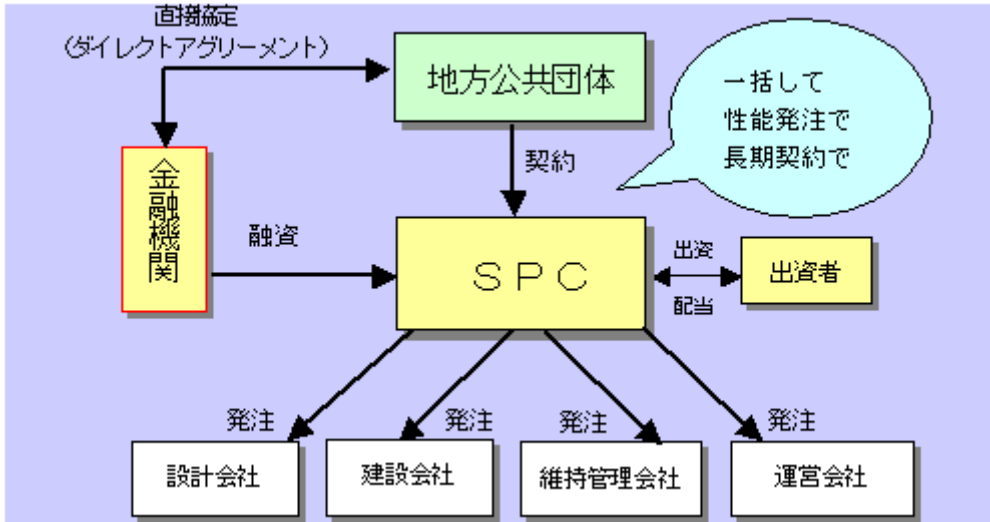 直接協定
(ダイレクトアグリーメント)
地方公共団体
一括して
性能発注で
長期契約で
契約
金融機関
融資
SPC
出資
配当
出資者
発注
発注
発注
発注
設計会社
建設会社
維持管理会社
運営会社